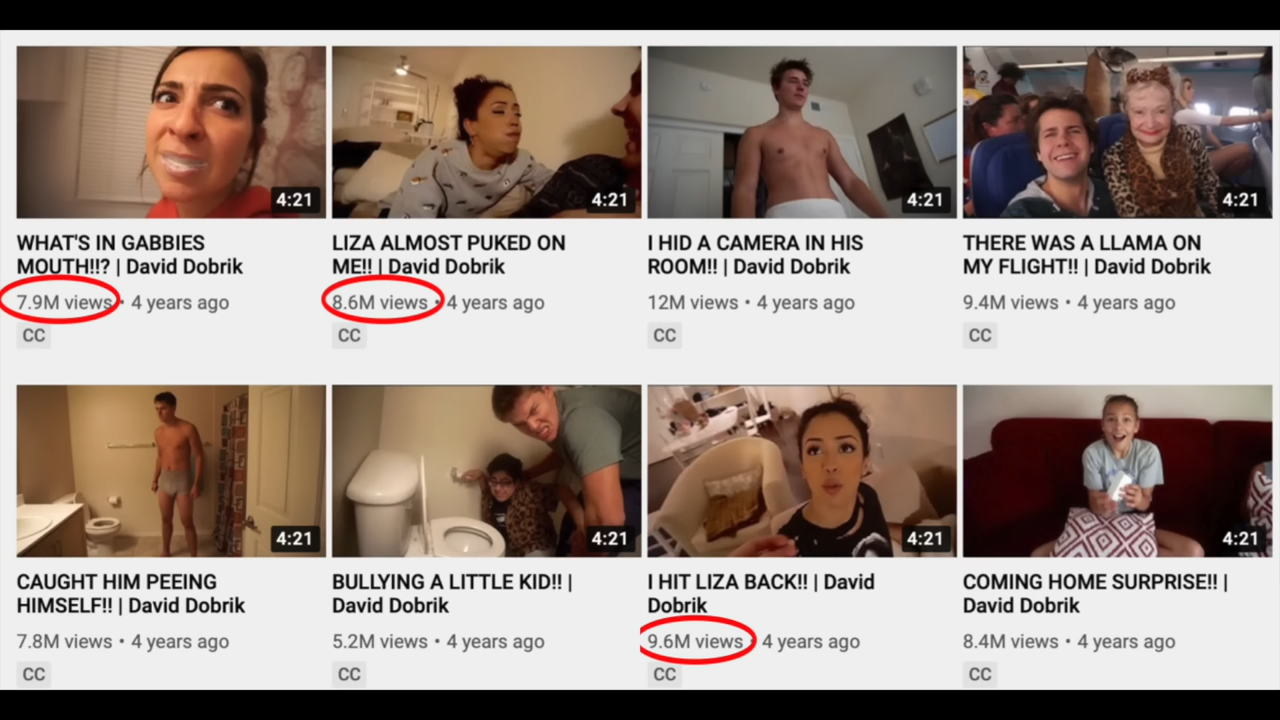 4:21
4:21
4:21
4:21
WHAT'S IN GABBIES
MOUTH!!? | David Dobrik
7.9M views • 4 years ago
CC
LIZA ALMOST PUKED ON
ME!! | David Dobrik
8.6M views • 4 years ago
CC
I HID A CAMERA IN HIS
ROOM!! | David Dobrik
12M views • 4 years ago
CC
THERE WAS A LLAMA ON
MY FLIGHT!! | David Dobrik
9.4M views • 4 years ago
CC
4:21
4:21
4:21
4:21
CAUGHT HIM PEEING
HIMSELF!! | David Dobrik
7.8M views • 4 years ago
CC
BULLYING A LITTLE KID!! |
David Dobrik
5.2M views • 4 years ago
CC
I HIT LIZA BACK!! | David
Dobrik
9.6M views • 4 years ago
CC
COMING HOME SURPRISE!! |
David Dobrik
8.4M views • 4 years ago
CC